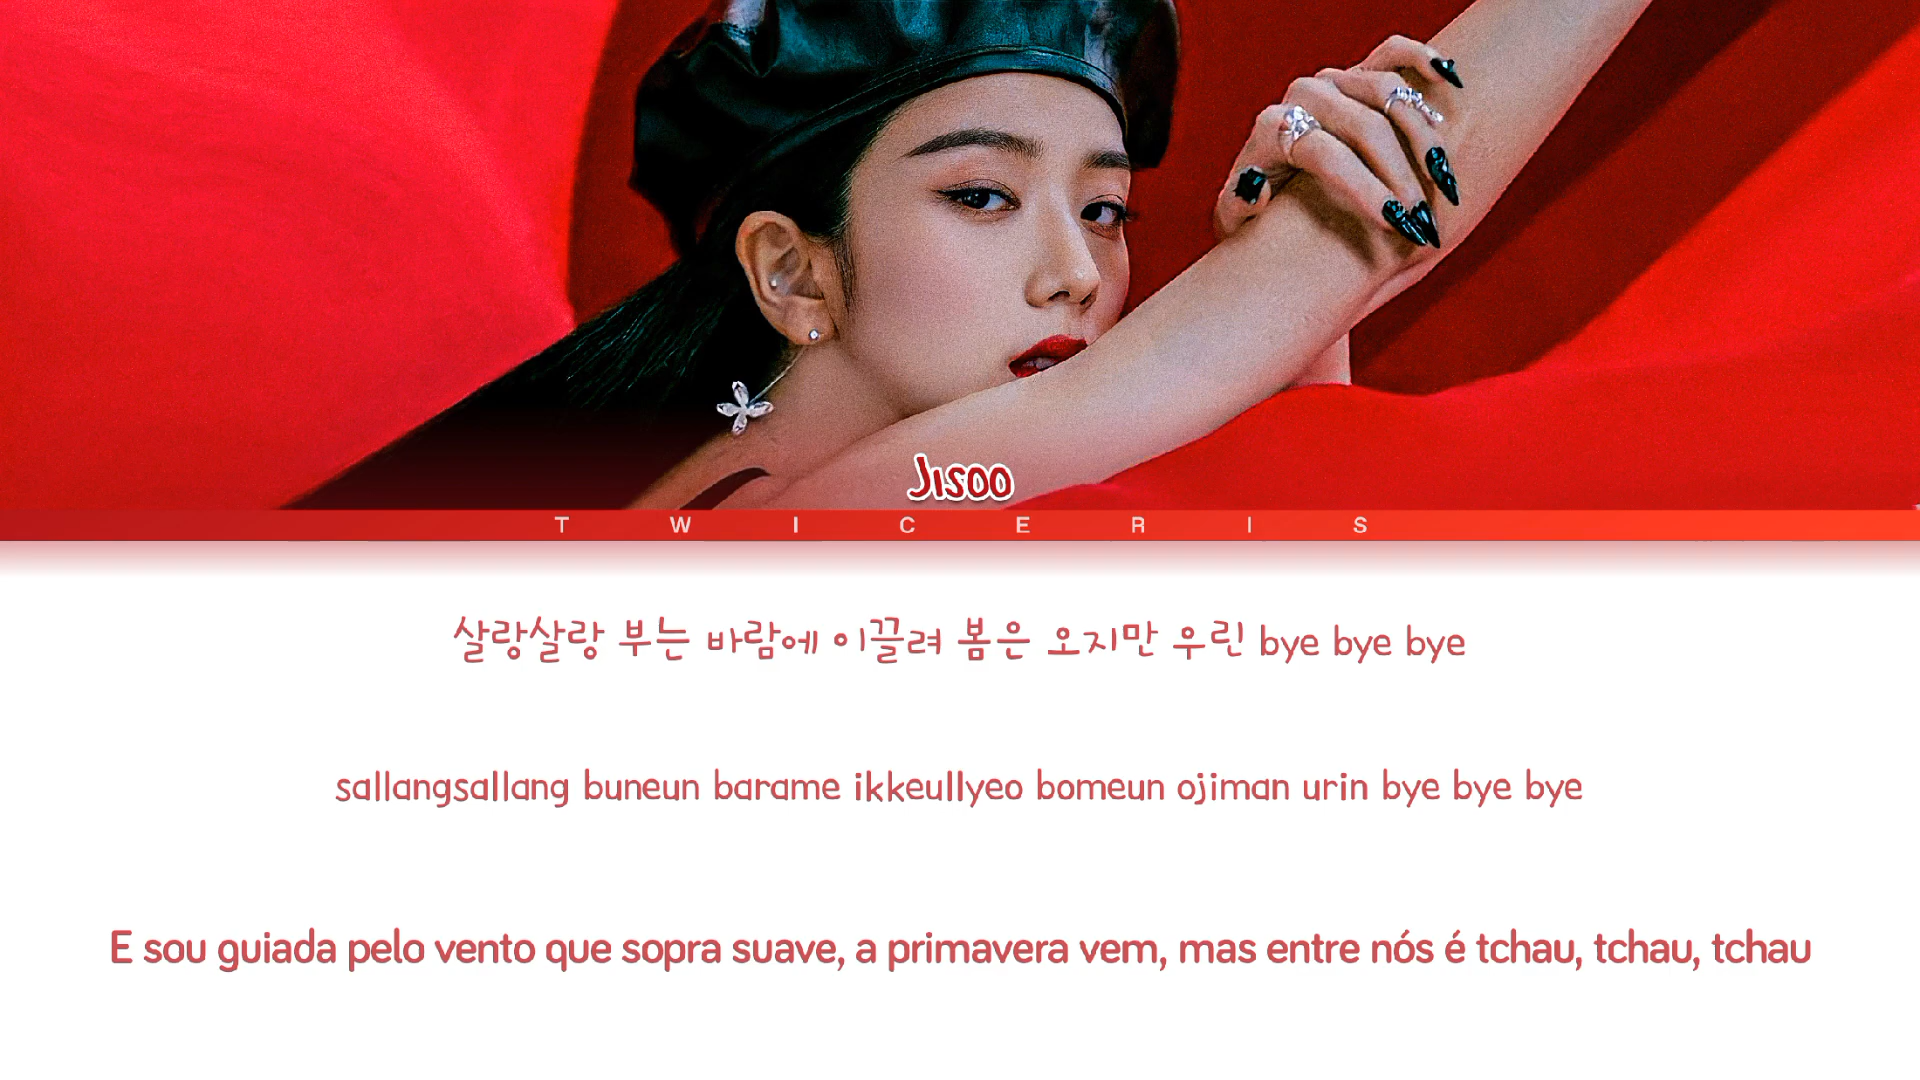 Jisoo
T W I C E R I S
살랑살랑 부는 바람에 이끌려 봄은 오지만 우린 bye bye bye
sallangsallang buneun barame ikkeullyeo bomeun ojiman urin bye bye bye
E sou guiada pelo vento que sopra suave, a primavera vem, mas entre nós é tchau, tchau, tchau